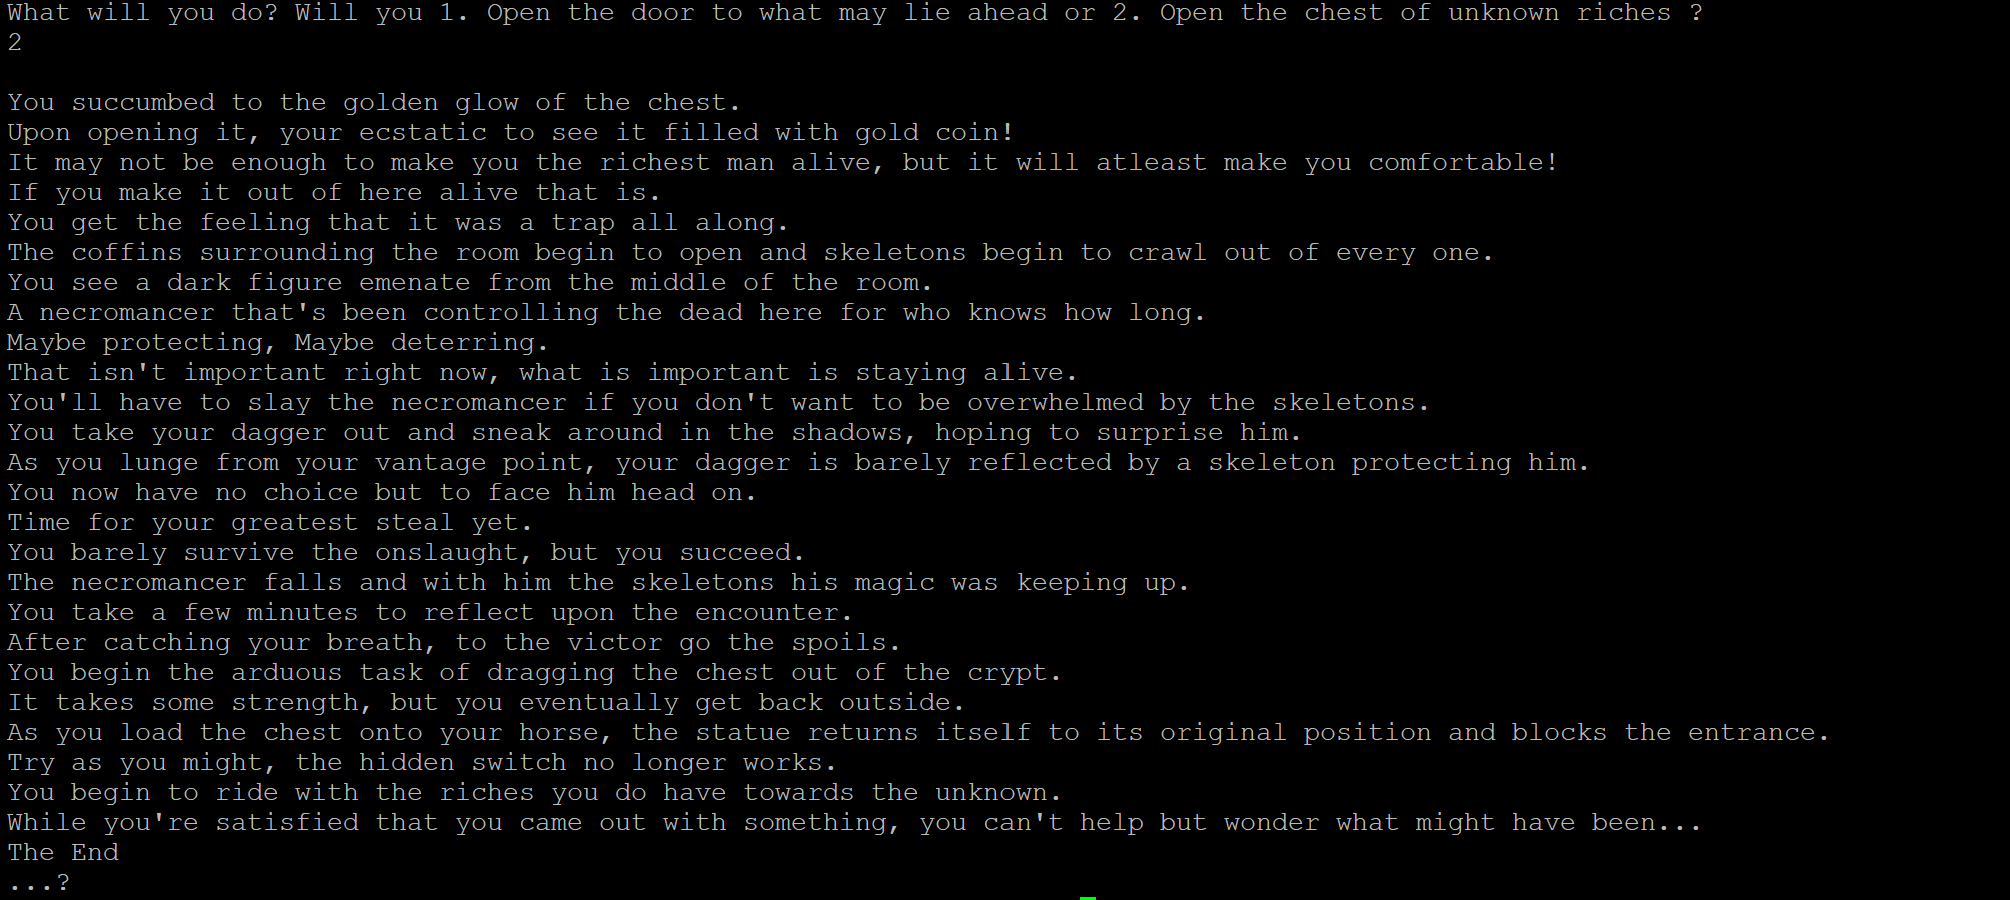 What will you do? Will you 1. Open the door to what may lie ahead or 2. Open the chest of unknown riches ?
2
You succumbed to the golden glow of the chest.
Upon opening it, your ecstatic to see it filled with gold coin!
It may not be enough to make you the richest man alive, but it will atleast make you comfortable!
If you make it out of here alive that is.
You get the feeling that it was a trap all along.
The coffins surrounding the room begin to open and skeletons begin to crawl out of every one.
You see a dark figure emenate from the middle of the room.
A necromancer that's been controlling the dead here for who knows how long.
Maybe protecting, Maybe deterring.
That isn't important right now, what is important is staying alive.
You'll have to slay the necromancer if you don't want to be overwhelmed by the skeletons.
You take your dagger out and sneak around in the shadows, hoping to surprise him.
As you lunge from your vantage point, your dagger is barely reflected by a skeleton protecting him.
You now have no choice but to face him head on.
Time for your greatest steal yet.
You barely survive the onslaught, but you succeed.
The necromancer falls and with him the skeletons his magic was keeping up.
You take a few minutes to reflect upon the encounter.
After catching your breath, to the victor go the spoils.
You begin the arduous task of dragging the chest out of the crypt.
It takes some strength, but you eventually get back outside.
As you load the chest onto your horse, the statue returns itself to its original position and blocks the entrance.
Try as you might, the hidden switch no longer works.
You begin to ride with the riches you do have towards the unknown.
While you're satisfied that you came out with something, you can't help but wonder what might have been...
The End
...?